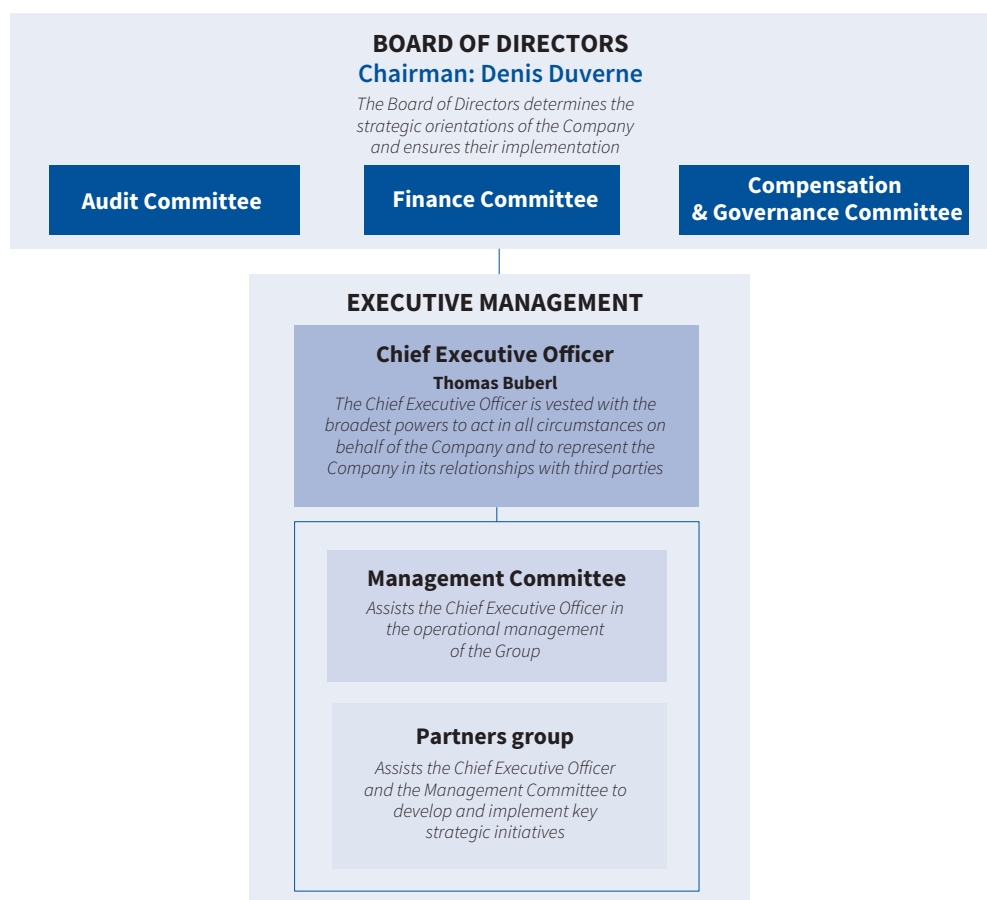 BOARD OF DIRECTORS
Chairman: Denis Duverne
The Board of Directors determines the
strategic orientations of the Company
and ensures their implementation
Audit Committee
Finance Committee
Compensation
& Governance Committee
EXECUTIVE MANAGEMENT
Chief Executive Officer
Thomas Buberl
The Chief Executive Officer is vested with the
broadest powers to act in all circumstances on
behalf of the Company and to represent the
Company in its relationships with third parties
Management Committee
Assists the Chief Executive Officer in
the operational management
of the Group
Partners group
Assists the Chief Executive Officer
and the Management Committee to
develop and implement key
strategic initiatives